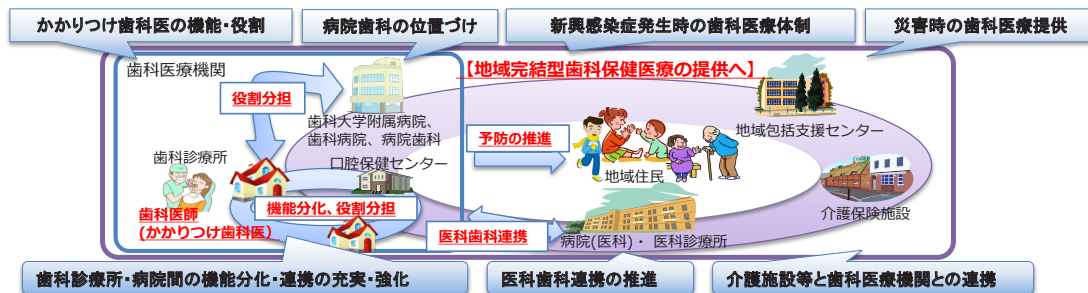 かかりつけ歯科医の機能・役割
病院歯科の位置づけ
新興感染症発生時の歯科医療体制
災害時の歯科医療提供
歯科医療機関
【地域完結型歯科保健医療の提供へ】
役割分担
歯科大学附属病院、
歯科病院、病院歯科
口腔保健センター
歯科診療所
歯科医師
(かかりつけ歯科医)
機能分化、役割分担
予防の推進
地域住民
地域包括支援センター
介護保険施設
医科歯科連携
病院(医科)・ 医科診療所
歯科診療所・病院間の機能分化・連携の充実・強化
医科歯科連携の推進
介護施設等と歯科医療機関との連携